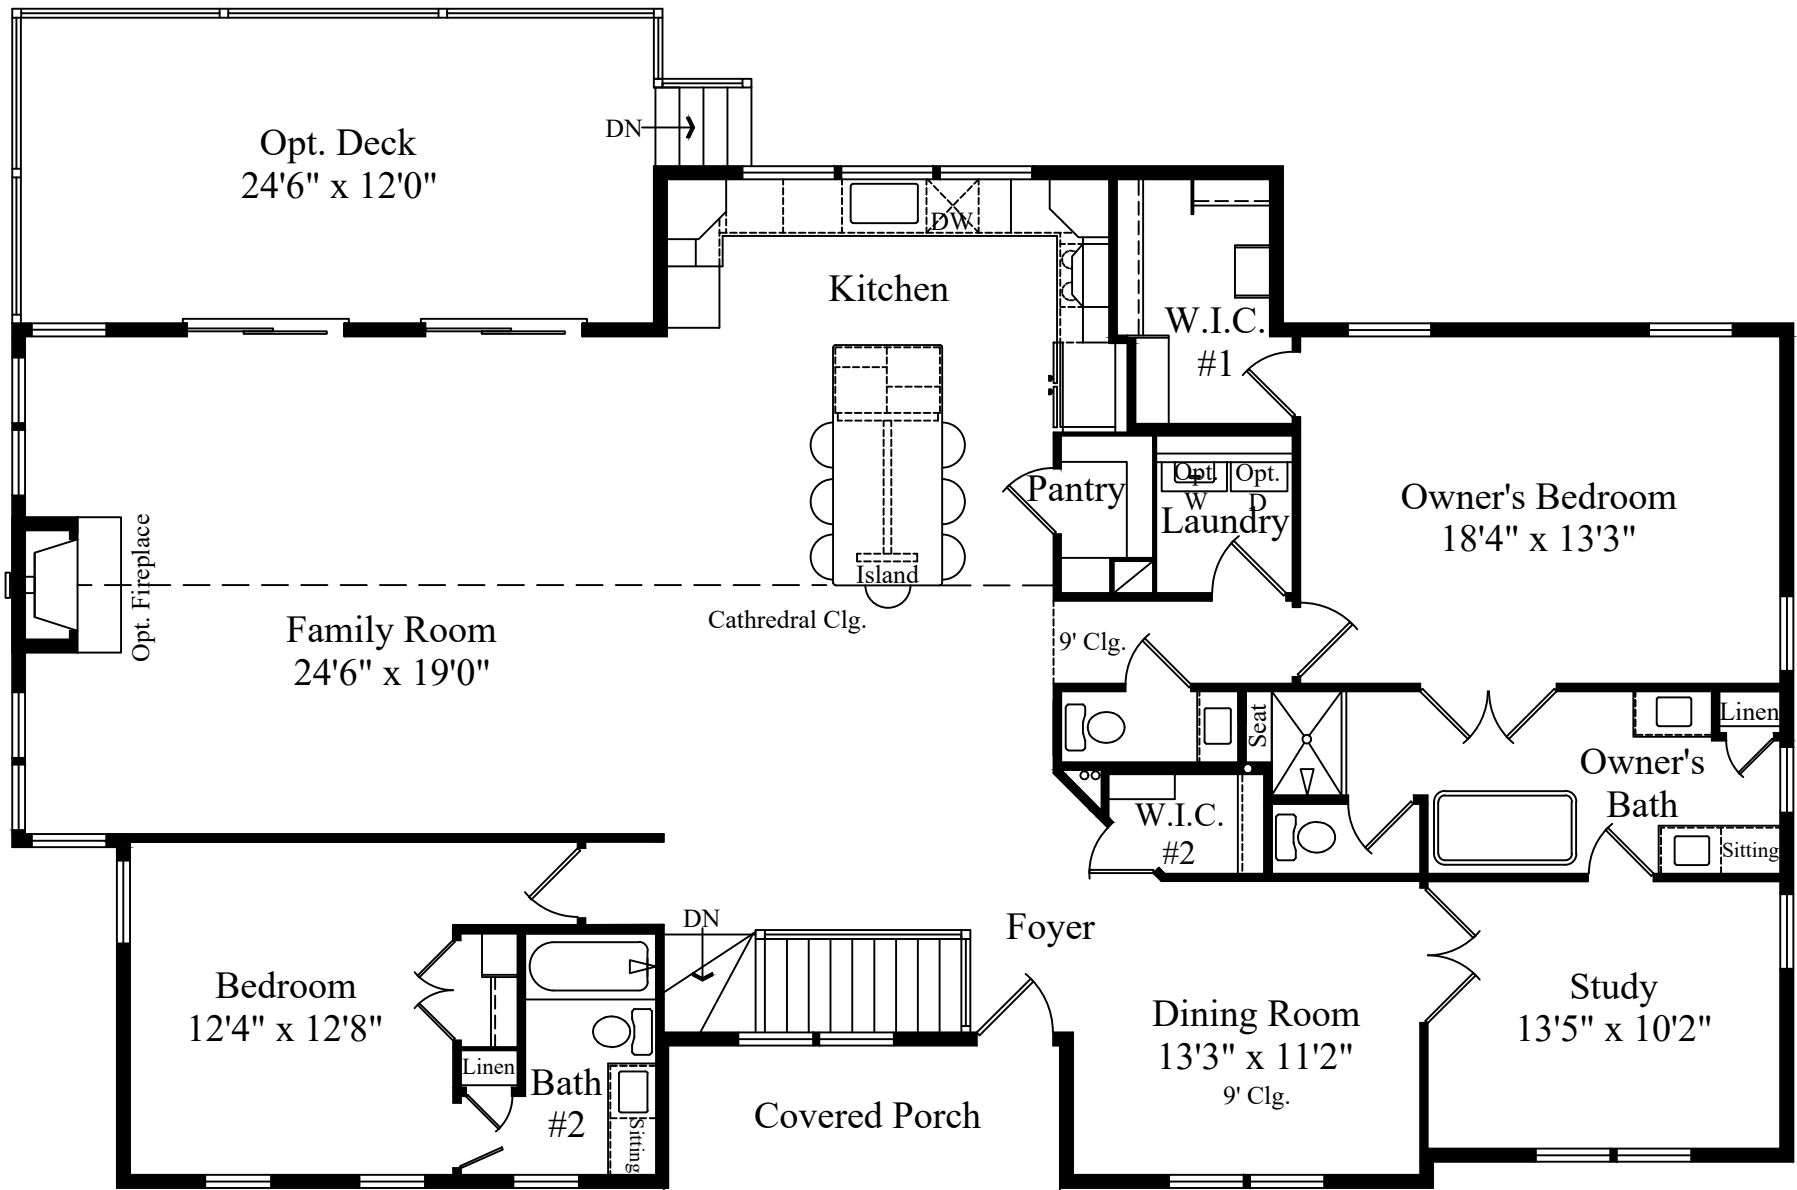 Opt. Deck
24'6" x 12'0"
DN
DW
Kitchen
W.I.C.
#1
Pantry
Opt.
W
Opt.
D
Laundry
Owner's Bedroom
18'4" x 13'3"
Opt. Fireplace
Island
Cathredral Clg.
Family Room
24'6" x 19'0"
9' Clg.
Seat
Linen
Owner's
Bath
Sitting
W.I.C.
#2
DN
Foyer
Bedroom
12'4" x 12'8"
Linen
Bath
#2
Sitting
Covered Porch
Dining Room
13'3" x 11'2"
9' Clg.
Study
13'5" x 10'2"